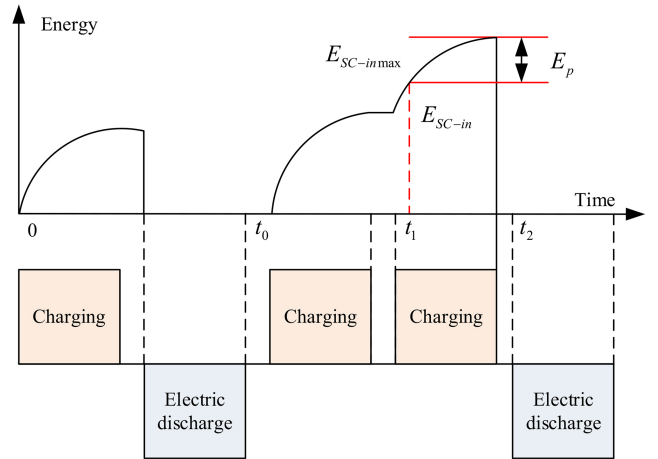 Energy
E_{SC-in max}
E_p
E_{SC-in}
Time
0
t_0
t_1
t_2
Charging
Charging
Charging
Electric
discharge
Electric
discharge